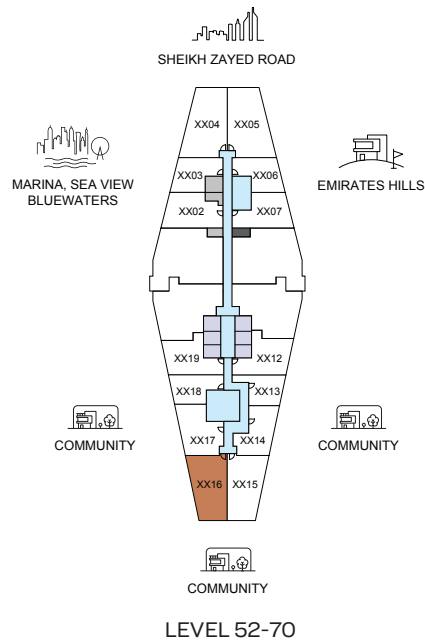 SHEIKH ZAYED ROAD
XX04 XX05
MARINA, SEA VIEW
BLUEWATERS
EMIRATES HILLS
XX03 XX06
XX02 XX07
XX19 XX12
XX18 XX13
COMMUNITY
COMMUNITY
XX17 XX14
XX16 XX15
COMMUNITY
LEVEL 52-70